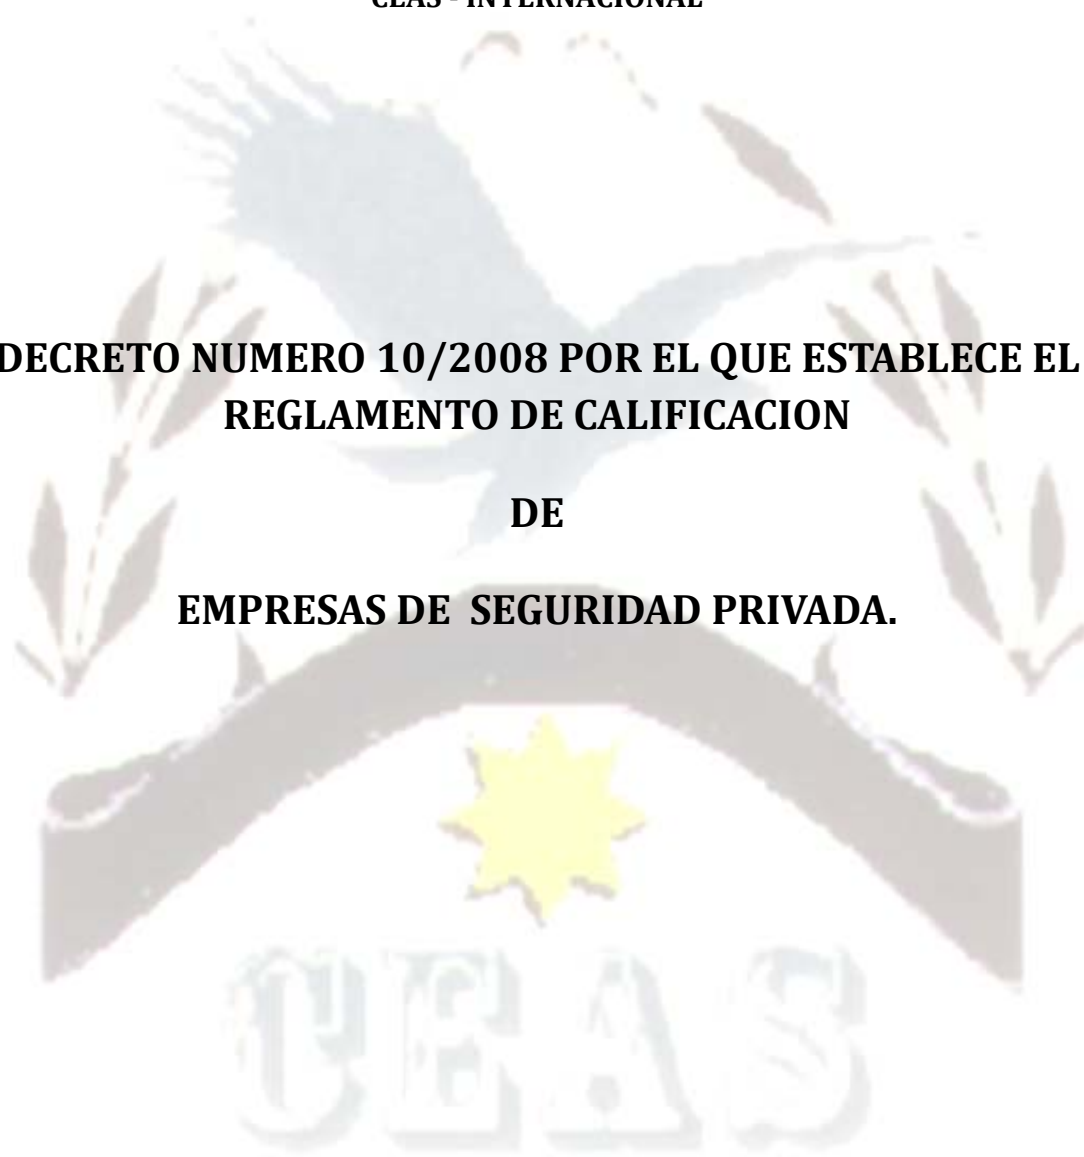 CEAS - INTERNACIONAL
DECRETO NUMERO 10/2008 POR EL QUE ESTABLECE EL
REGLAMENTO DE CALIFICACION
DE
EMPRESAS DE SEGURIDAD PRIVADA.
CEAS